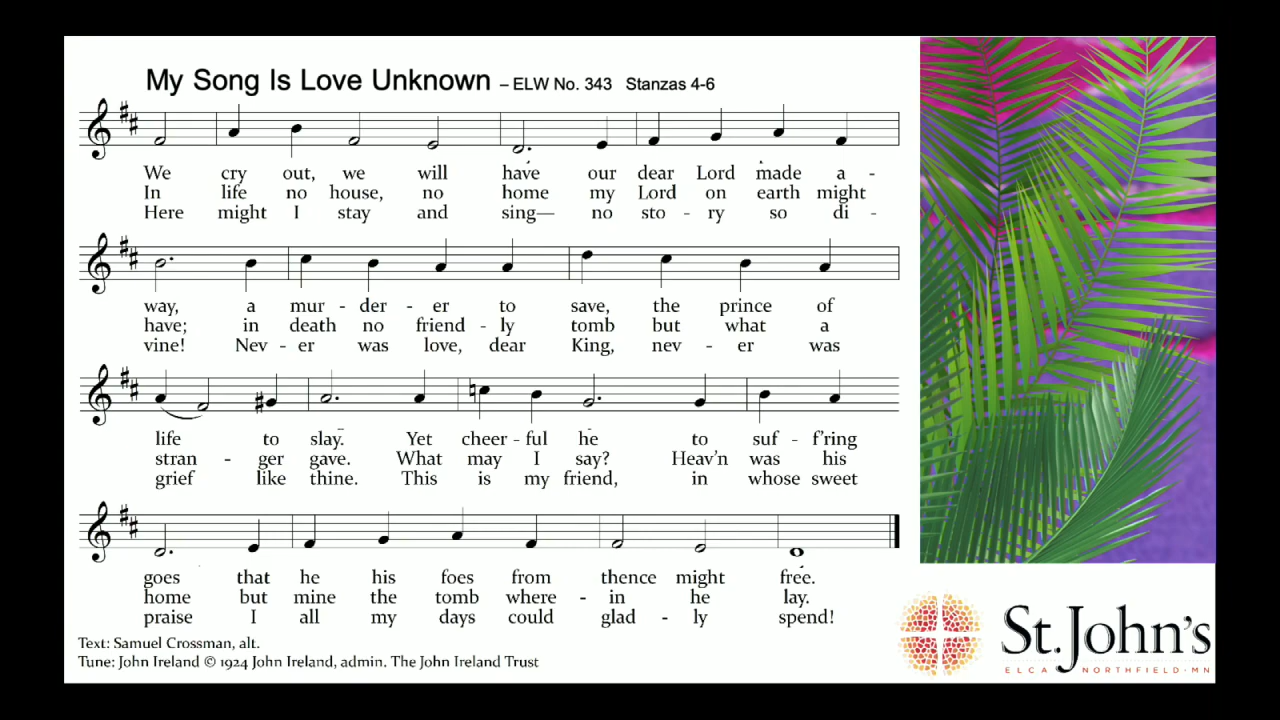 My Song Is Love Unknown – ELW No. 343 Stanzas 4-6
We cry out, we will have our dear Lord made a -
In life no house, no home my Lord on earth might
Here might I stay and sing— no sto - ry so di -
way, a mur - der - er to save, the prince of
have; in death no friend - ly tomb but what a
vine! Nev - er was love, dear King, nev - er was
life to slay. Yet cheer - ful he to suf - f'ring
stran - ger gave. What may I say? Heav'n was his
grief like thine. This is my friend, in whose sweet
goes that he his foes from thence might free.
home but mine the tomb where - in he lay.
praise I all my days could glad - ly spend!
Text: Samuel Crossman, alt.
Tune: John Ireland © 1924 John Ireland, admin. The John Ireland Trust
St. John's
ELCA NORTHFIELD · MN